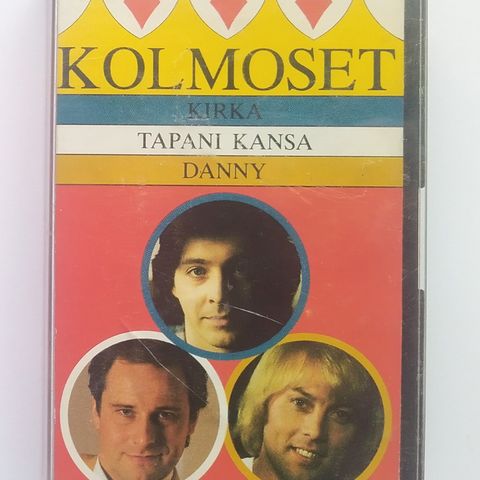 KOLMOSET
KIRKA
TAPANI KANSA
DANNY